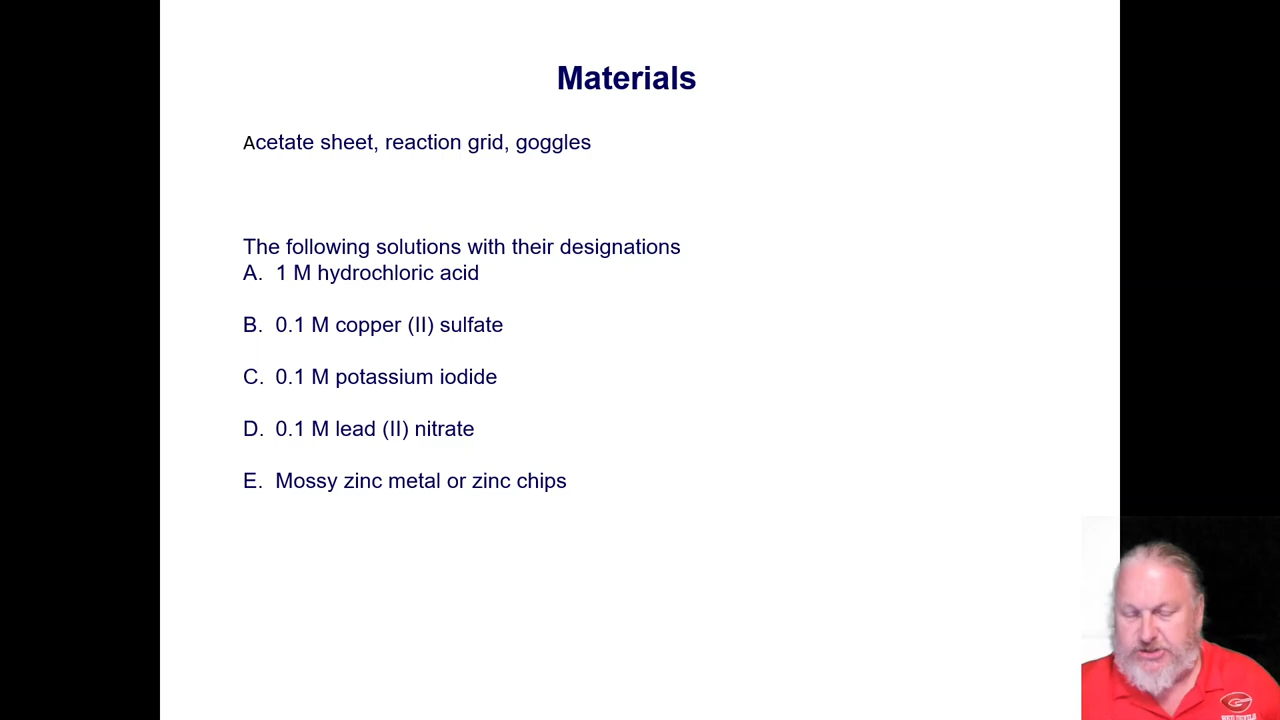 Materials
Acetate sheet, reaction grid, goggles
The following solutions with their designations
A. 1 M hydrochloric acid
B. 0.1 M copper (II) sulfate
C. 0.1 M potassium iodide
D. 0.1 M lead (II) nitrate
E. Mossy zinc metal or zinc chips